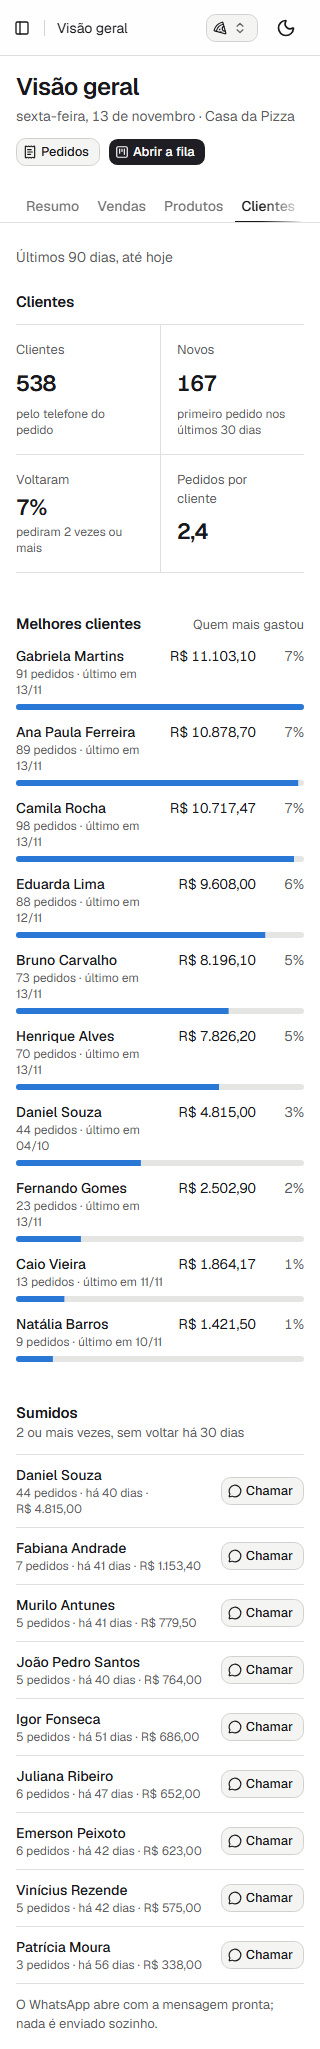 Visão geral
Visão geral
sexta-feira, 13 de novembro · Casa da Pizza
Pedidos
Abrir a fila
Resumo Vendas Produtos Clientes
Últimos 90 dias, até hoje
Clientes
Clientes
538
pelo telefone do
pedido
Novos
167
primeiro pedido nos
últimos 30 dias
Voltaram
7%
pediram 2 vezes ou
mais
Pedidos por
cliente
2,4
Melhores clientes Quem mais gastou
Gabriela Martins R$ 11.103,10 7%
91 pedidos · último em
13/11
Ana Paula Ferreira R$ 10.878,70 7%
89 pedidos · último em
13/11
Camila Rocha R$ 10.717,47 7%
98 pedidos · último em
13/11
Eduarda Lima R$ 9.608,00 6%
88 pedidos · último em
12/11
Bruno Carvalho R$ 8.196,10 5%
73 pedidos · último em
13/11
Henrique Alves R$ 7.826,20 5%
70 pedidos · último em
13/11
Daniel Souza R$ 4.815,00 3%
44 pedidos · último em
04/10
Fernando Gomes R$ 2.502,90 2%
23 pedidos · último em
13/11
Caio Vieira R$ 1.864,17 1%
13 pedidos · último em 11/11
Natália Barros R$ 1.421,50 1%
9 pedidos · último em 10/11
Sumidos
2 ou mais vezes, sem voltar há 30 dias
Daniel Souza
44 pedidos · há 40 dias ·
R$ 4.815,00
Chamar
Fabiana Andrade
7 pedidos · há 41 dias · R$ 1.153,40
Chamar
Murilo Antunes
5 pedidos · há 41 dias · R$ 779,50
Chamar
João Pedro Santos
5 pedidos · há 40 dias · R$ 764,00
Chamar
Igor Fonseca
5 pedidos · há 51 dias · R$ 686,00
Chamar
Juliana Ribeiro
6 pedidos · há 47 dias · R$ 652,00
Chamar
Emerson Peixoto
6 pedidos · há 42 dias · R$ 623,00
Chamar
Vinícius Rezende
5 pedidos · há 42 dias · R$ 575,00
Chamar
Patrícia Moura
3 pedidos · há 56 dias · R$ 338,00
Chamar
O WhatsApp abre com a mensagem pronta;
nada é enviado sozinho.